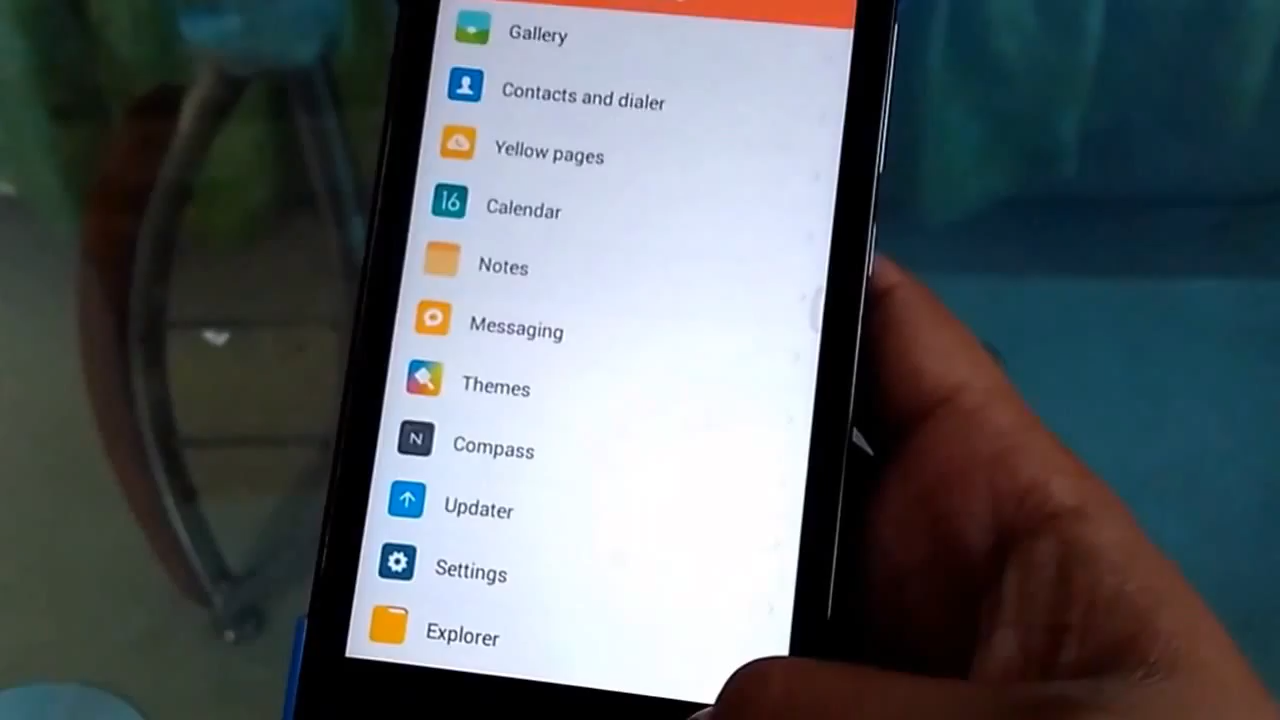 Gallery
Contacts and dialer
Yellow pages
16 Calendar
Notes
Messaging
Themes
N Compass
Updater
Settings
Explorer